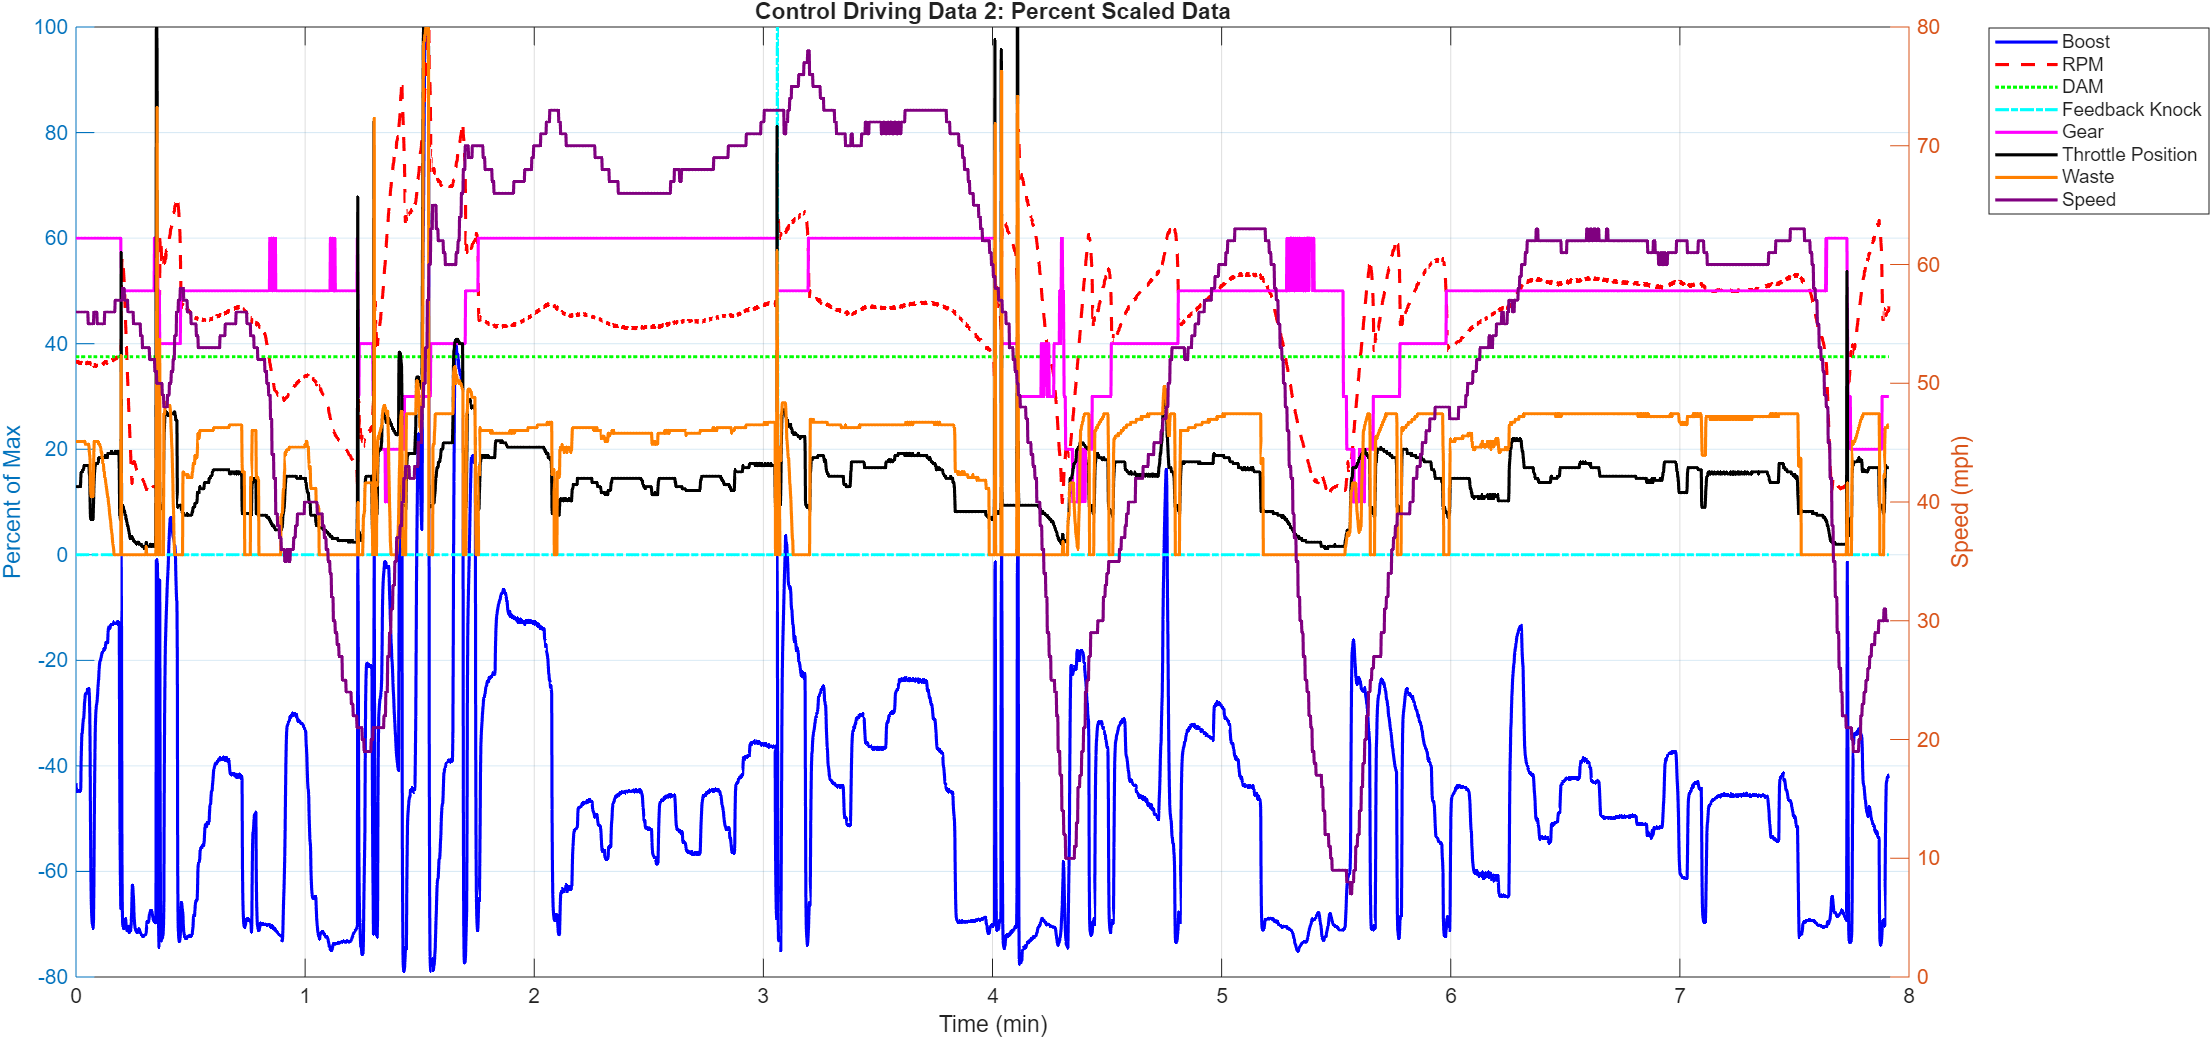 Control Driving Data 2: Percent Scaled Data
100
80
60
40
20
0
-20
-40
-60
-80
Percent of Max
80
70
60
50
40
30
20
10
0
Speed (mph)
0 1 2 3 4 5 6 7 8
Time (min)
Boost
RPM
DAM
Feedback Knock
Gear
Throttle Position
Waste
Speed